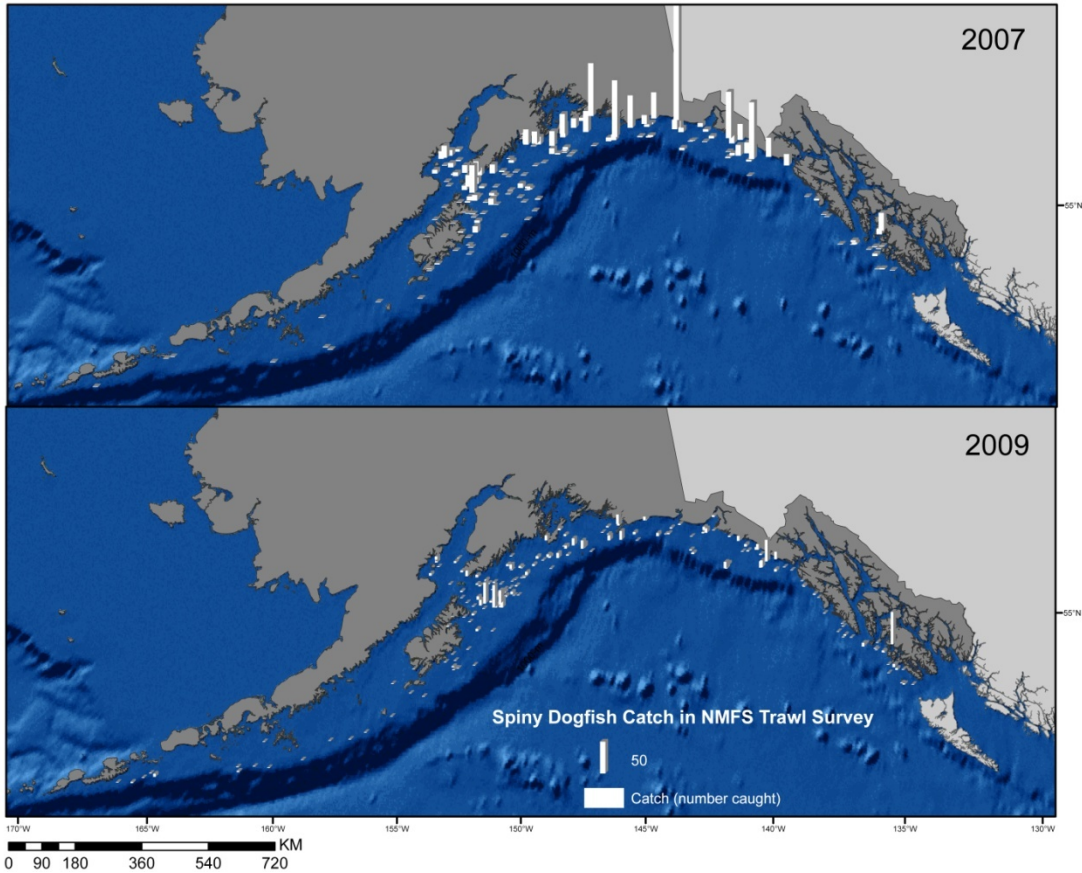 2007
55°N
2009
55°N
Spiny Dogfish Catch in NMFS Trawl Survey
50
Catch (number caught)
170°W 165°W 160°W 155°W 150°W 145°W 140°W 135°W 130°W
KM
0 90 180 360 540 720